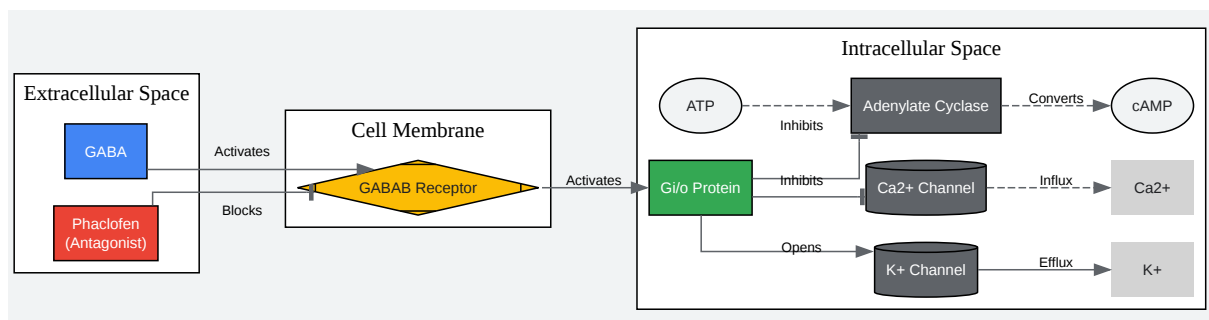 Extracellular Space
GABA
Phaclofen
(Antagonist)
Activates
Blocks
Cell Membrane
GABAB Receptor
Activates
Intracellular Space
ATP
Inhibits
Adenylate Cyclase
Converts
cAMP
Gi/o Protein
Inhibits
Ca2+ Channel
Influx
Ca2+
Opens
K+ Channel
Efflux
K+